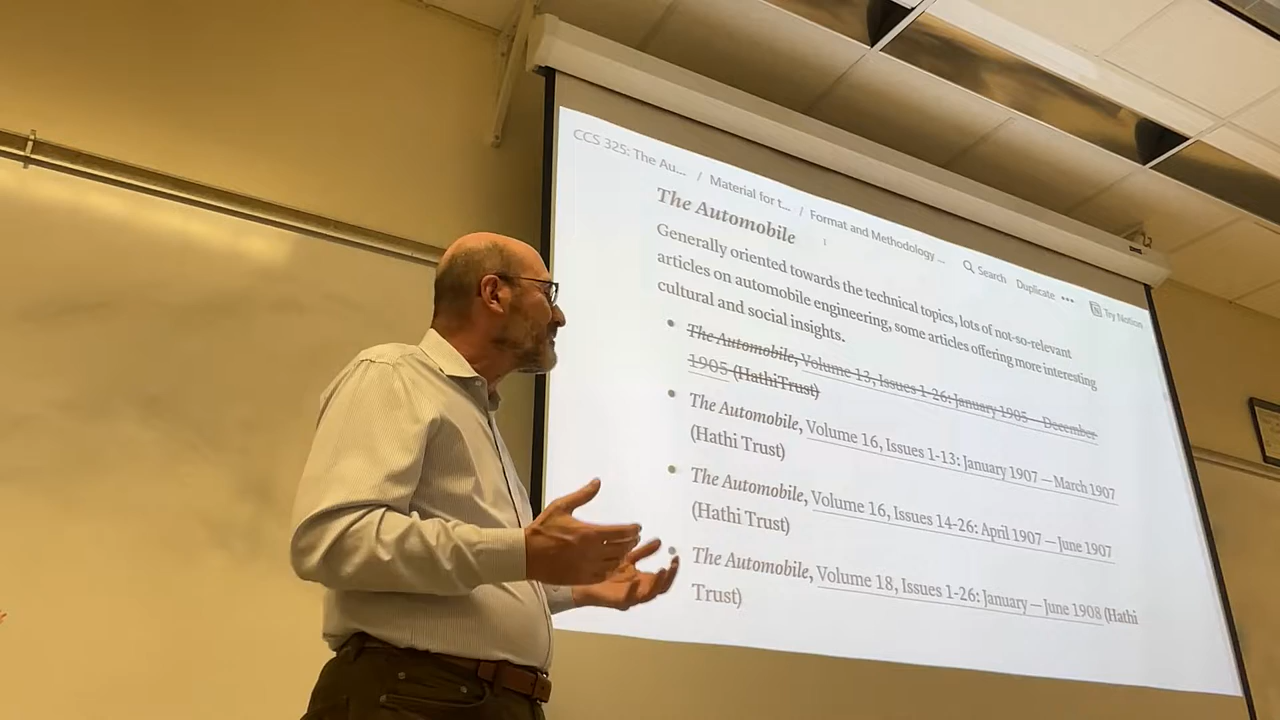 CCS 325: The Au... / Material for t... / Format and Methodology ... Search Duplicate ••• Try Notion
The Automobile
Generally oriented towards the technical topics, lots of not-so-relevant
articles on automobile engineering, some articles offering more interesting
cultural and social insights.
• The Automobile, Volume 13, Issues 1-26: January 1905 – December
1905 (HathiTrust)
• The Automobile, Volume 16, Issues 1-13: January 1907 – March 1907
(Hathi Trust)
• The Automobile, Volume 16, Issues 14-26: April 1907 – June 1907
(Hathi Trust)
• The Automobile, Volume 18, Issues 1-26: January – June 1908 (Hathi
Trust)